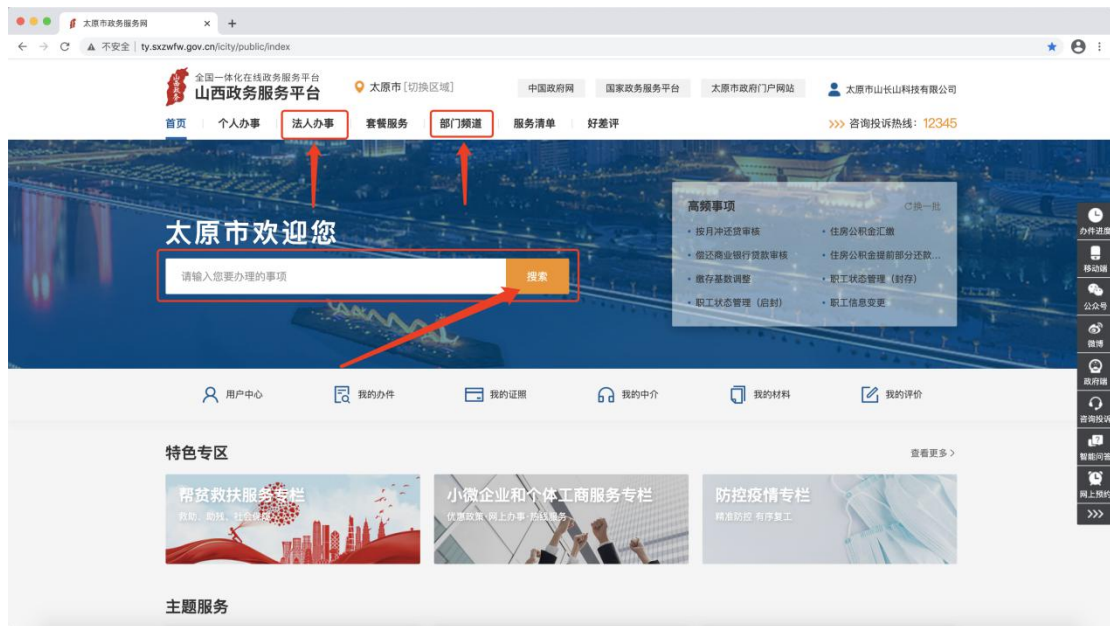 太原市政务服务网
不安全 ty.sxzwfw.gov.cn/icity/public/index
全国一体化在线政务服务平台
山西政务服务平台
太原市 [切换区域]
中国政府网 国家政务服务平台 太原市政府门户网站 太原市山长山科技有限公司
首页 个人办事 法人办事 套餐服务 部门频道 服务清单 好差评
>>> 咨询投诉热线：12345
太原市欢迎您
请输入您要办理的事项 搜索
高频事项 换一批
按月冲还贷审核 住房公积金汇缴
偿还商业银行贷款审核 住房公积金提前部分还款...
缴存基数调整 职工状态管理（封存）
职工状态管理（启封） 职工信息变更
办件进度
移动端
公众号
微博
政府端
咨询投诉
智能问答
网上预约
>>>
用户中心 我的办件 我的证照 我的中介 我的材料 我的评价
特色专区 查看更多 >
帮贫救扶服务专栏
救助、助残、社会保障
小微企业和个体工商服务专栏
优惠政策·网上办事·热线服务
防控疫情专栏
精准防控 有序复工
主题服务